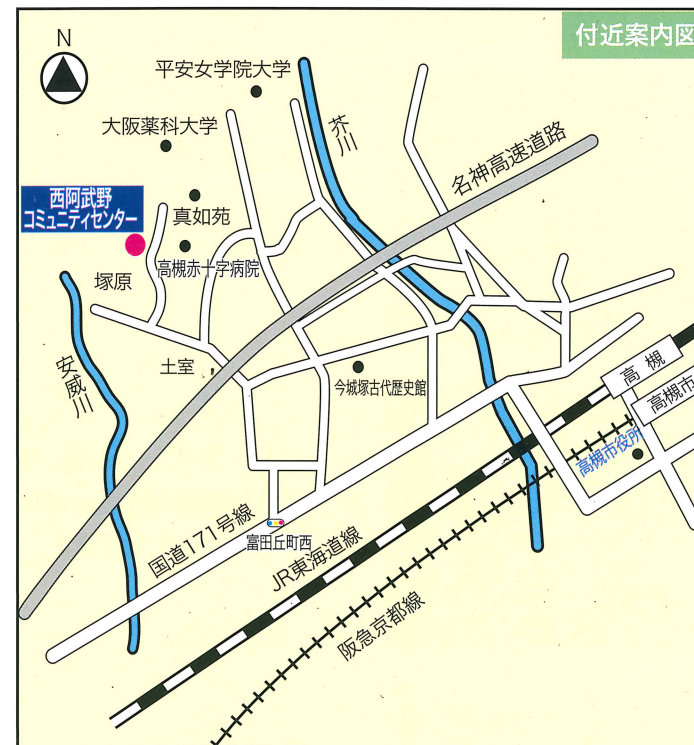 付近案内図
N
平安女学院大学
大阪薬科大学
芥川
名神高速道路
西阿武野
コミュニティセンター
真如苑
高槻赤十字病院
塚原
安威川
土室
今城塚古代歴史館
高槻
高槻市
高槻市役所
国道171号線
富田丘町西
JR東海道線
阪急京都線